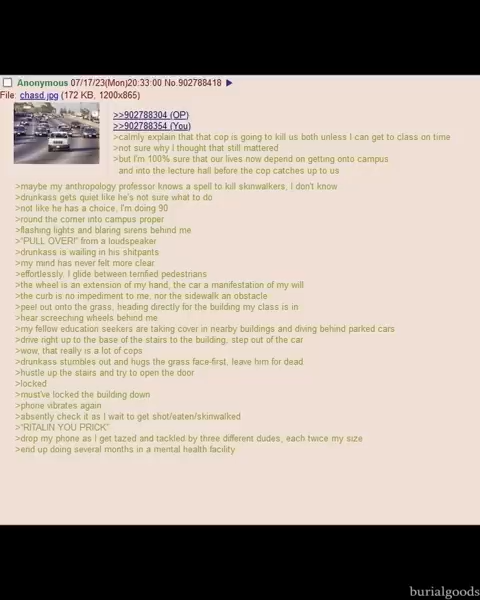 Anonymous 07/17/23(Mon)20:33:00 No.902788418
File: chasd.jpg (172 KB, 1200x865)
>>902788304 (OP)
>>902788354 (You)
>calmly explain that that cop is going to kill us both unless I can get to class on time
>not sure why I thought that still mattered
>but I'm 100% sure that our lives now depend on getting onto campus
and into the lecture hall before the cop catches up to us
>maybe my anthropology professor knows a spell to kill skinwalkers, I don't know
>drunkass gets quiet like he's not sure what to do
>not like he has a choice, I'm doing 90
>round the corner into campus proper
>flashing lights and blaring sirens behind me
>"PULL OVER!" from a loudspeaker
>drunkass is wailing in his shitpants
>my mind has never felt more clear
>effortlessly, I glide between terrified pedestrians
>the wheel is an extension of my hand, the car a manifestation of my will
>the curb is no impediment to me, nor the sidewalk an obstacle
>peel out onto the grass, heading directly for the building my class is in
>hear screeching wheels behind me
>my fellow education seekers are taking cover in nearby buildings and diving behind parked cars
>drive right up to the base of the stairs to the building, step out of the car
>wow, that really is a lot of cops
>drunkass stumbles out and hugs the grass face-first, leave him for dead
>hustle up the stairs and try to open the door
>locked
>must've locked the building down
>phone vibrates again
>absently check it as I wait to get shot/eaten/skinwalked
>"RITALIN YOU PRICK"
>drop my phone as I get tazed and tackled by three different dudes, each twice my size
>end up doing several months in a mental health facility
burialgoods